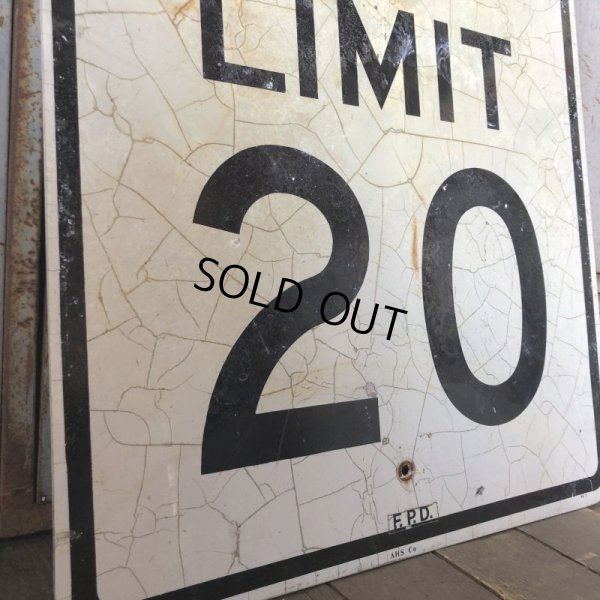 LIMIT
20
SOLD OUT
F.P.D.
AHS Co